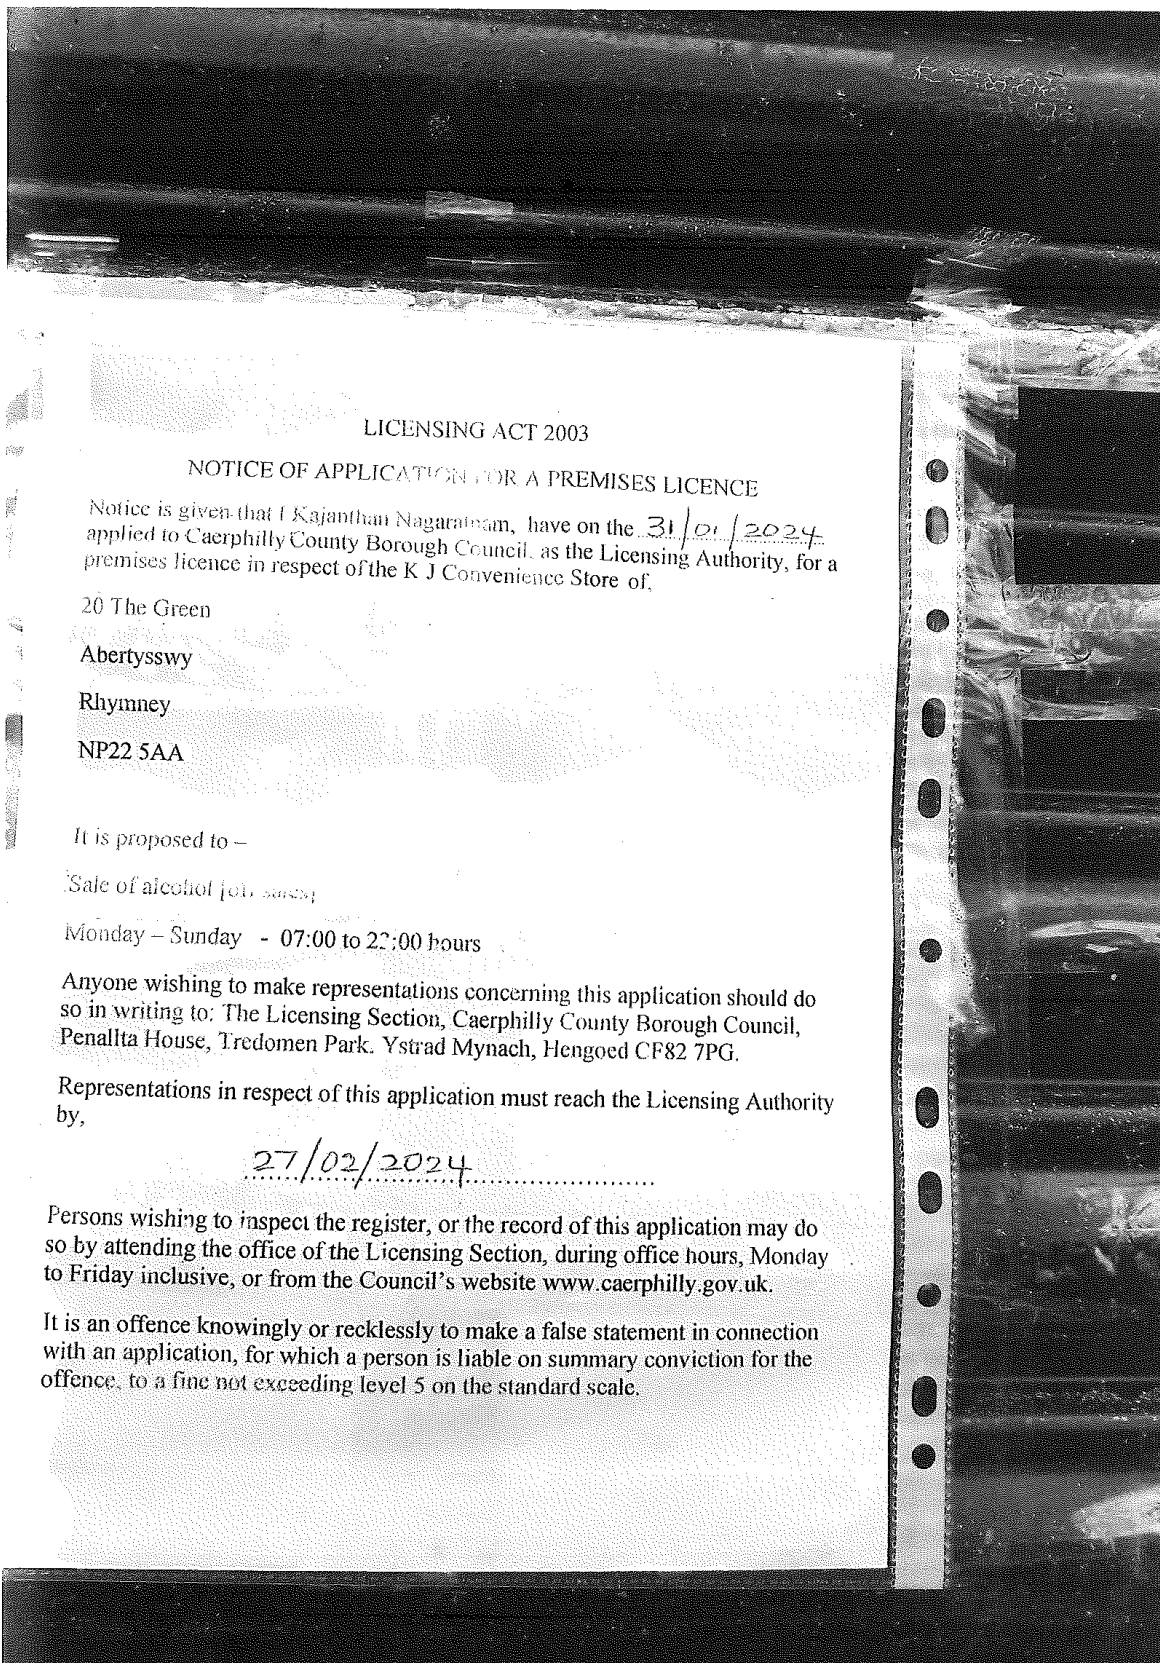 LICENSING ACT 2003
NOTICE OF APPLICATION FOR A PREMISES LICENCE
Notice is given that I Kajanthan Nagaratnam, have on the 31/01/2024
applied to Caerphilly County Borough Council, as the Licensing Authority, for a
premises licence in respect of the K J Convenience Store of,
20 The Green
Abertysswy
Rhymney
NP22 5AA
It is proposed to –
Sale of alcohol
Monday – Sunday - 07:00 to hours
Anyone wishing to make representations concerning this application should do
so in writing to: The Licensing Section, Caerphilly County Borough Council,
Penallta House, Tredomen Park. Ystrad Mynach, Hengoed CF82 7PG.
Representations in respect of this application must reach the Licensing Authority
by,
27/02/2024
Persons wishing to inspect the register, or the record of this application may do
so by attending the office of the Licensing Section, during office hours, Monday
to Friday inclusive, or from the Council's website www.caerphilly.gov.uk.
It is an offence knowingly or recklessly to make a false statement in connection
with an application, for which a person is liable on summary conviction for the
offence, to a fine not exceeding level 5 on the standard scale.